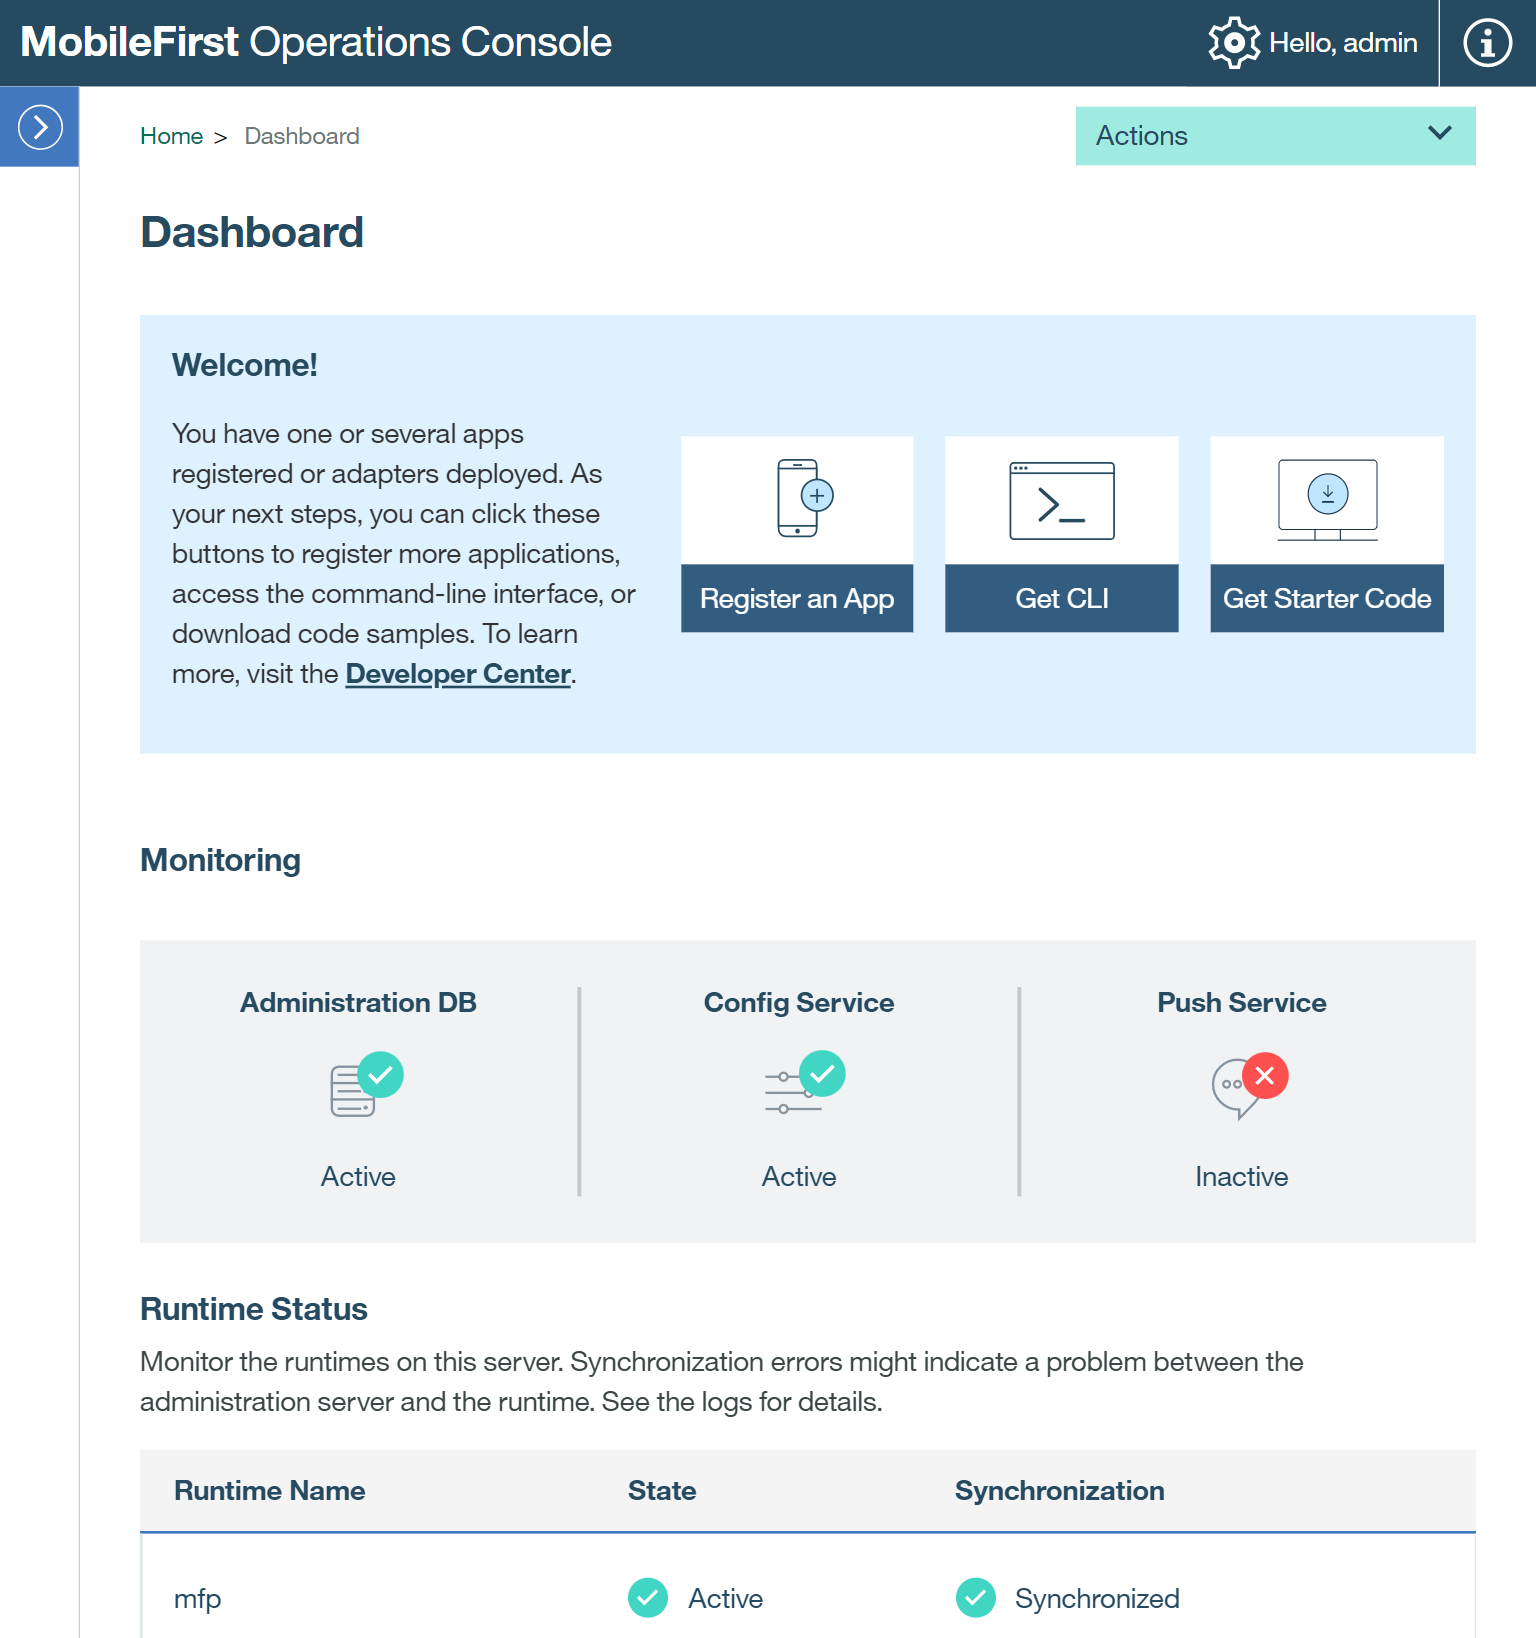 MobileFirst Operations Console
Hello, admin
Home > Dashboard
Actions
Dashboard
Welcome!
You have one or several apps
registered or adapters deployed. As
your next steps, you can click these
buttons to register more applications,
access the command-line interface, or
download code samples. To learn
more, visit the Developer Center.
Register an App
Get CLI
Get Starter Code
Monitoring
Administration DB
Active
Config Service
Active
Push Service
Inactive
Runtime Status
Monitor the runtimes on this server. Synchronization errors might indicate a problem between the
administration server and the runtime. See the logs for details.
Runtime Name State Synchronization
mfp Active Synchronized